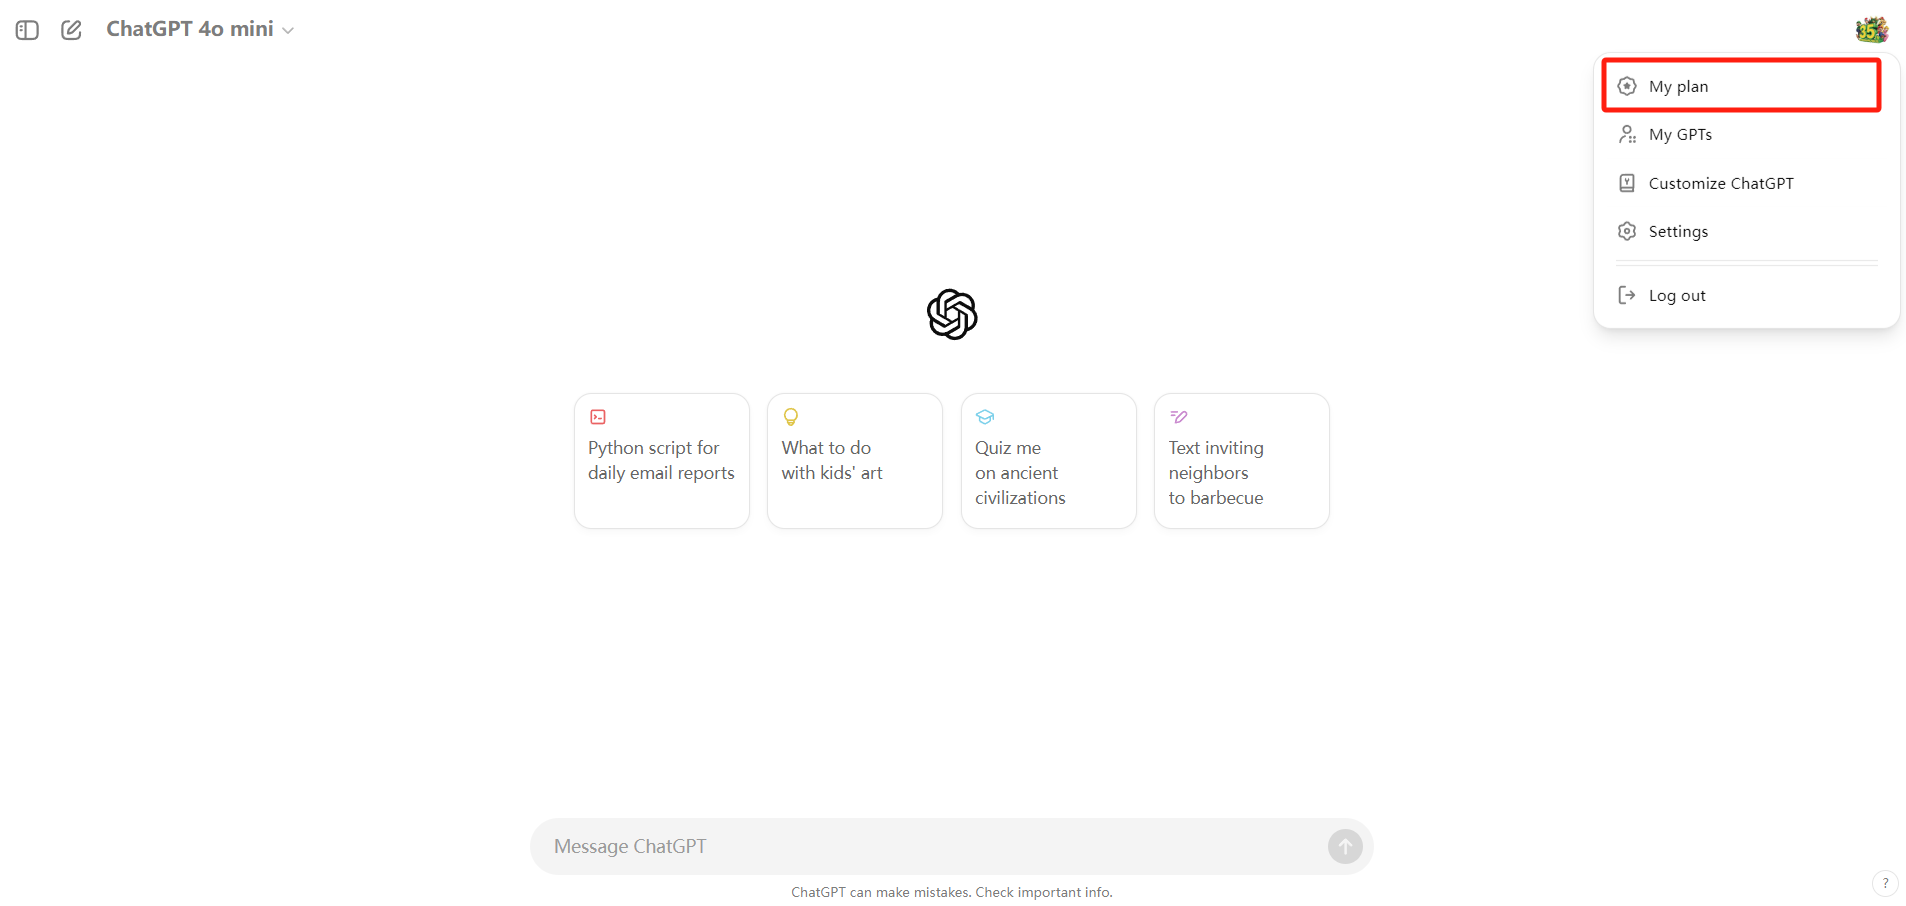 ChatGPT 4o mini
35
My plan
My GPTs
Customize ChatGPT
Settings
Log out
Python script for
daily email reports
What to do
with kids' art
Quiz me
on ancient
civilizations
Text inviting
neighbors
to barbecue
Message ChatGPT
ChatGPT can make mistakes. Check important info.
?